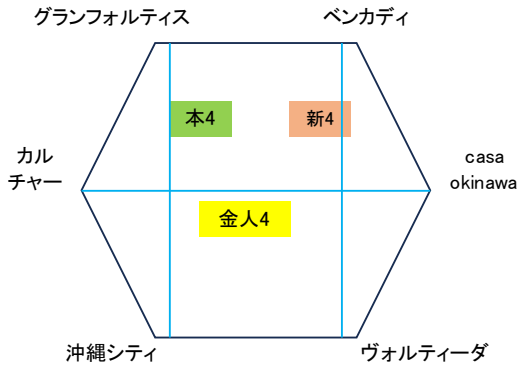 グランフォルティス
ベンカディ
本4
新4
カル
チャー
casa
okinawa
金人4
沖縄シティ
ヴォルティーダ